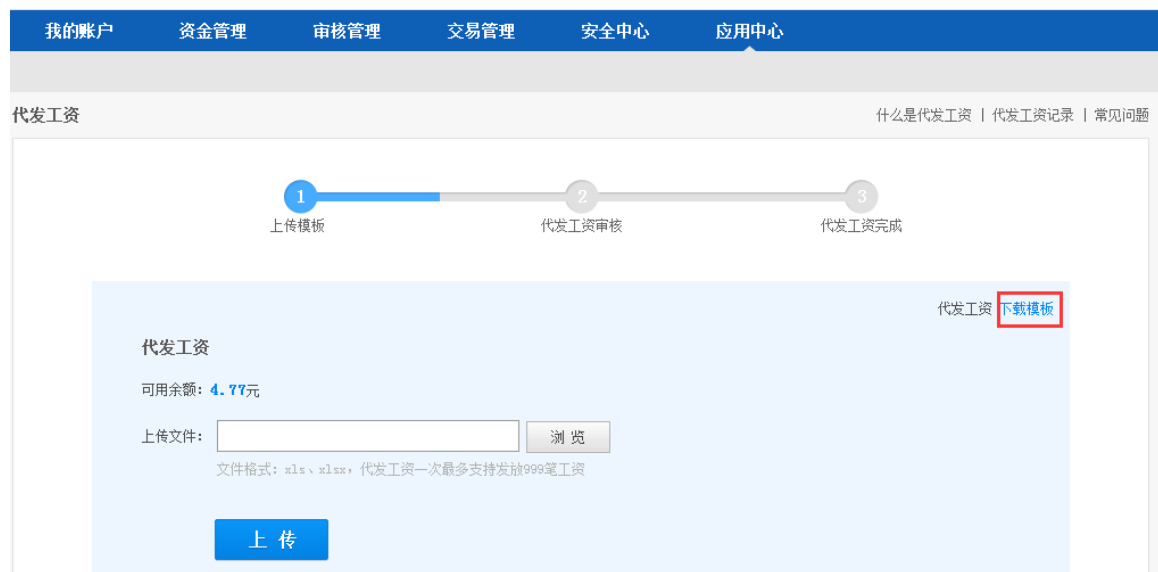 我的账户 资金管理 审核管理 交易管理 安全中心 应用中心
代发工资 什么是代发工资 | 代发工资记录 | 常见问题
1 2 3
上传模板 代发工资审核 代发工资完成
代发工资 下载模板
代发工资
可用余额：4.77元
上传文件： 浏 览
文件格式：xls、xlsx，代发工资一次最多支持发放999笔工资
上 传